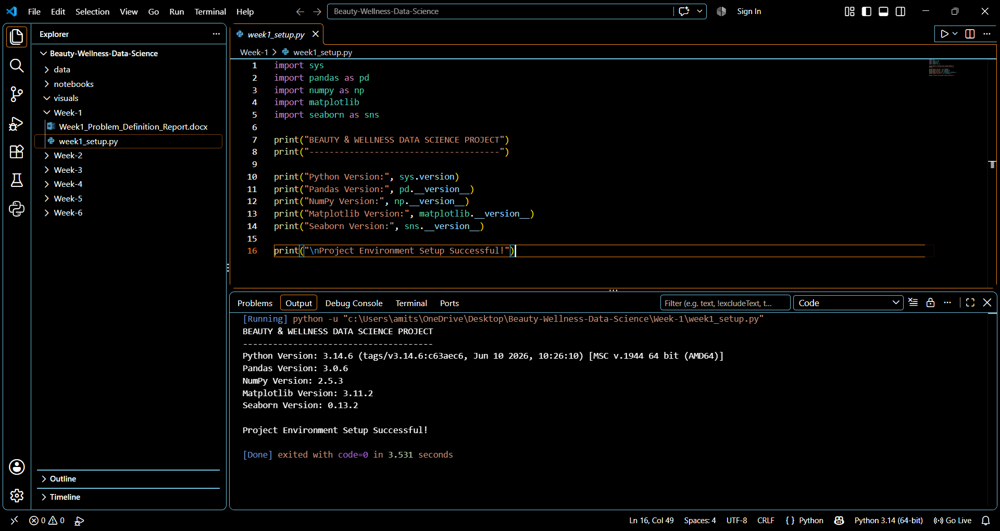 File Edit Selection View Go Run Terminal Help
Beauty-Wellness-Data-Science
Sign In
Explorer
Beauty-Wellness-Data-Science
data
notebooks
visuals
Week-1
Week1_Problem_Definition_Report.docx
week1_setup.py
Week-2
Week-3
Week-4
Week-5
Week-6
Outline
Timeline
week1_setup.py
Week-1 > week1_setup.py
1 import sys
2 import pandas as pd
3 import numpy as np
4 import matplotlib
5 import seaborn as sns
6
7 print("BEAUTY & WELLNESS DATA SCIENCE PROJECT")
8 print("--------------------------------------")
9
10 print("Python Version:", sys.version)
11 print("Pandas Version:", pd.__version__)
12 print("NumPy Version:", np.__version__)
13 print("Matplotlib Version:", matplotlib.__version__)
14 print("Seaborn Version:", sns.__version__)
15
16 print("\nProject Environment Setup Successful!")
Problems Output Debug Console Terminal Ports
Filter (e.g. text, !excludeText, t...
Code
[Running] python -u "c:\Users\amits\OneDrive\Desktop\Beauty-Wellness-Data-Science\Week-1\week1_setup.py"
BEAUTY & WELLNESS DATA SCIENCE PROJECT
--------------------------------------
Python Version: 3.14.6 (tags/v3.14.6:c63aec6, Jun 10 2026, 10:26:10) [MSC v.1944 64 bit (AMD64)]
Pandas Version: 3.0.6
NumPy Version: 2.5.3
Matplotlib Version: 3.11.2
Seaborn Version: 0.13.2
Project Environment Setup Successful!
[Done] exited with code=0 in 3.531 seconds
0 0
Ln 16, Col 49 Spaces: 4 UTF-8 CRLF {} Python Python 3.14 (64-bit) Go Live